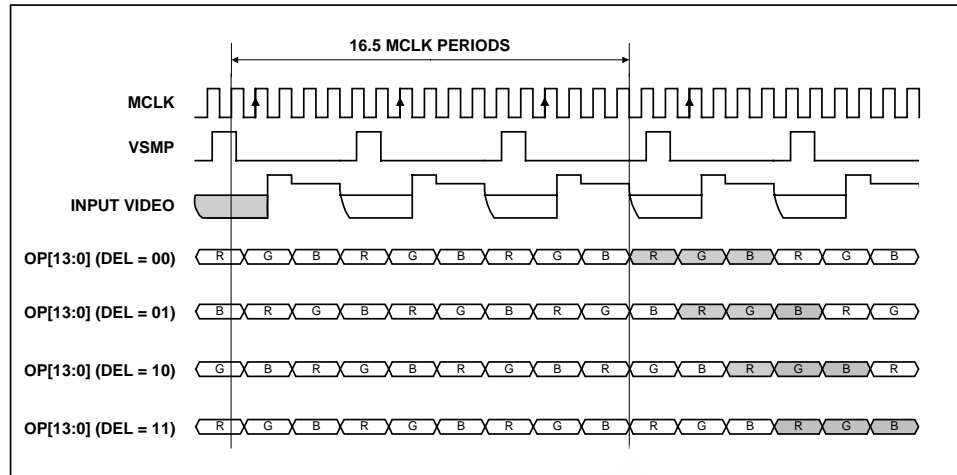 16.5 MCLK PERIODS
MCLK
VSMP
INPUT VIDEO
OP[13:0] (DEL = 00) R G B R G B R G B R G B R G B
OP[13:0] (DEL = 01) B R G B R G B R G B R G B R G
OP[13:0] (DEL = 10) G B R G B R G B R G B R G B R
OP[13:0] (DEL = 11) R G B R G B R G B R G B R G B